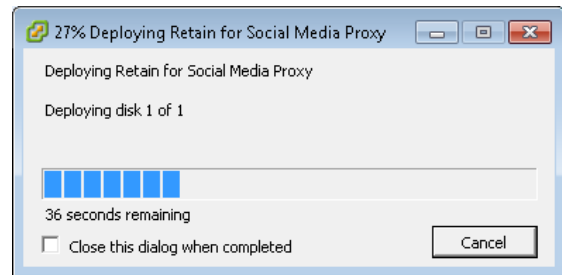 27% Deploying Retain for Social Media Proxy
Deploying Retain for Social Media Proxy
Deploying disk 1 of 1
36 seconds remaining
Close this dialog when completed
Cancel